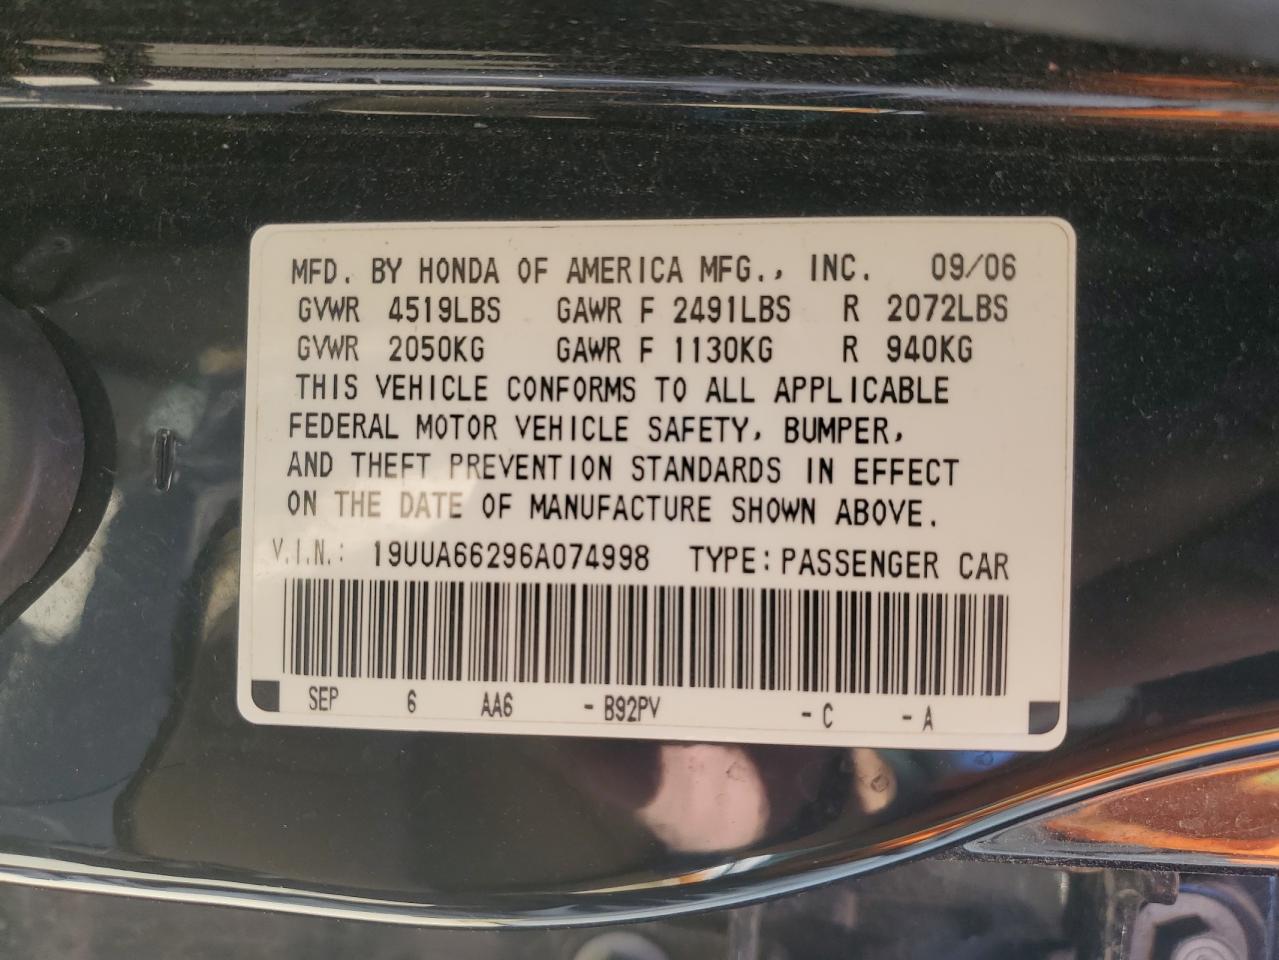 MFD. BY HONDA OF AMERICA MFG., INC. 09/06
GVWR 4519LBS GAWR F 2491LBS R 2072LBS
GVWR 2050KG GAWR F 1130KG R 940KG
THIS VEHICLE CONFORMS TO ALL APPLICABLE
FEDERAL MOTOR VEHICLE SAFETY, BUMPER,
AND THEFT PREVENTION STANDARDS IN EFFECT
ON THE DATE OF MANUFACTURE SHOWN ABOVE.
V.I.N.: 19UUA66296A074998 TYPE: PASSENGER CAR
SEP 6 AA6 - B92PV - C - A